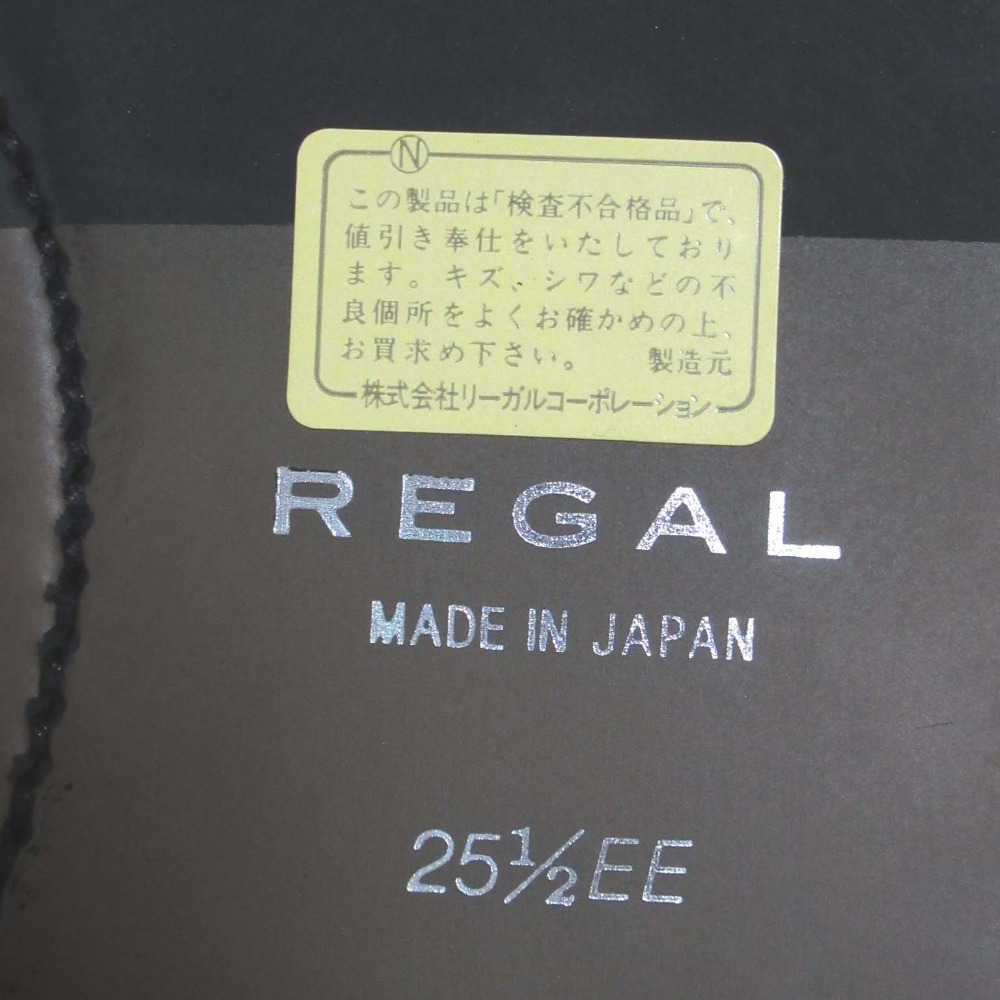 N
この製品は「検査不合格品」で、
値引き奉仕をいたしており
ます。キズ、シワなどの不
良個所をよくお確かめの上、
お買求め下さい。 製造元
株式会社リーガルコーポレーション
REGAL
MADE IN JAPAN
25½EE